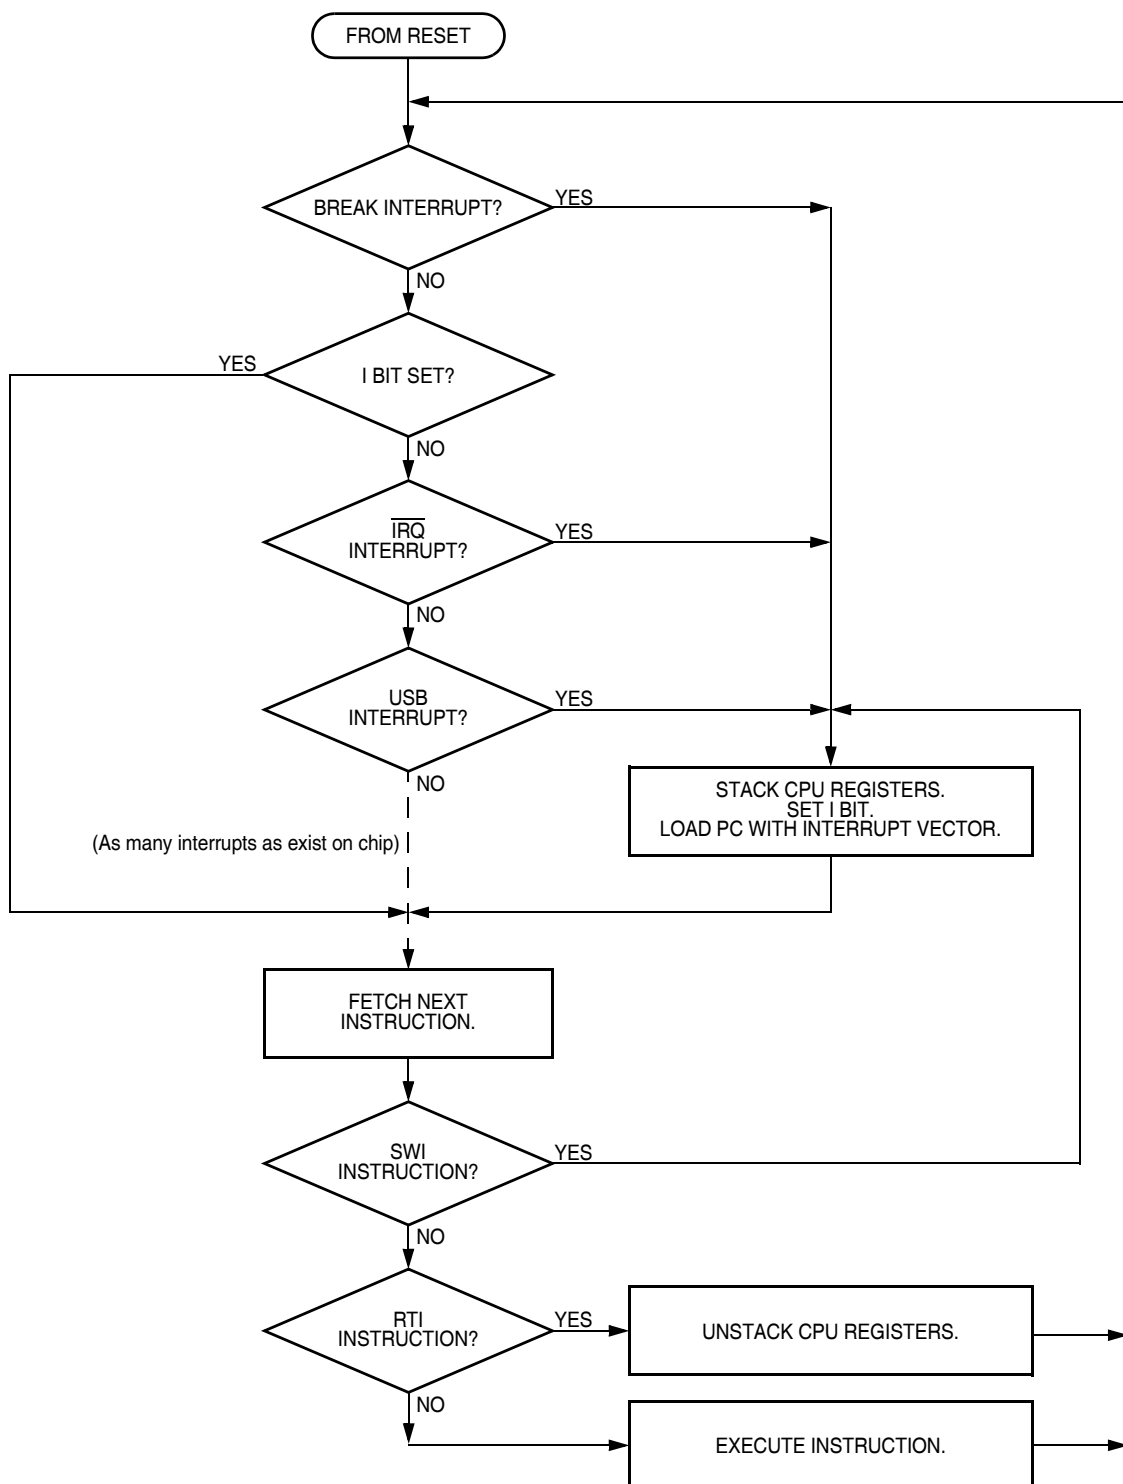 FROM RESET
BREAK INTERRUPT?
YES
NO
YES
I BIT SET?
NO
IRQ
INTERRUPT?
YES
NO
USB
INTERRUPT?
YES
NO
STACK CPU REGISTERS.
SET I BIT.
LOAD PC WITH INTERRUPT VECTOR.
(As many interrupts as exist on chip)
FETCH NEXT
INSTRUCTION.
SWI
INSTRUCTION?
YES
NO
RTI
INSTRUCTION?
YES
UNSTACK CPU REGISTERS.
NO
EXECUTE INSTRUCTION.